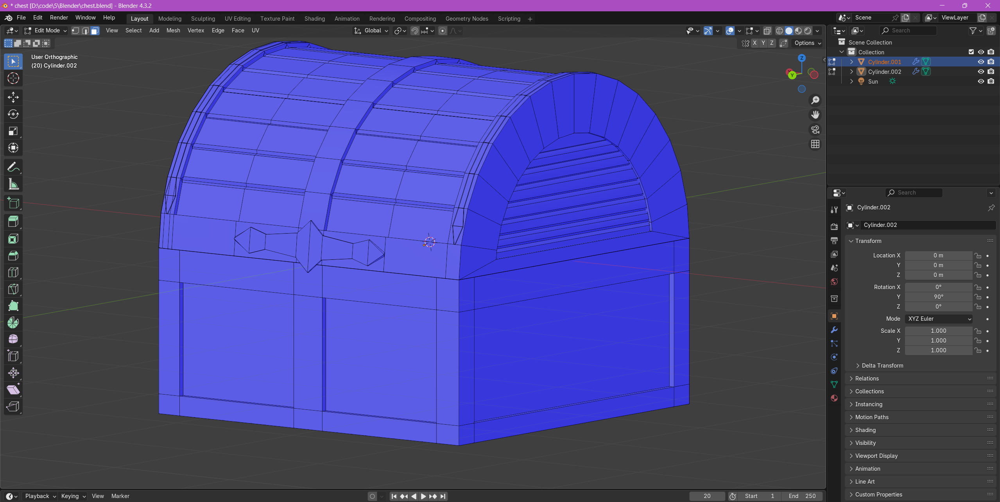 * chest [D:\code\5\Blender\chest.blend] - Blender 4.3.2
File Edit Render Window Help Layout Modeling Sculpting UV Editing Texture Paint Shading Animation Rendering Compositing Geometry Nodes Scripting + Scene ViewLayer
Edit Mode View Select Add Mesh Vertex Edge Face UV Global Search
X Y Z Options
Scene Collection
Collection
User Orthographic
(20) Cylinder.002
Z
Y
Cylinder.001
Cylinder.002
Sun
Search
Cylinder.002
Cylinder.002
Transform
Location X 0 m
Y 0 m
Z 0 m
Rotation X 0°
Y 90°
Z 0°
Mode XYZ Euler
Scale X 1.000
Y 1.000
Z 1.000
Delta Transform
Relations
Collections
Instancing
Motion Paths
Shading
Visibility
Viewport Display
Animation
Line Art
Custom Properties
Playback Keying View Marker 20 Start 1 End 250